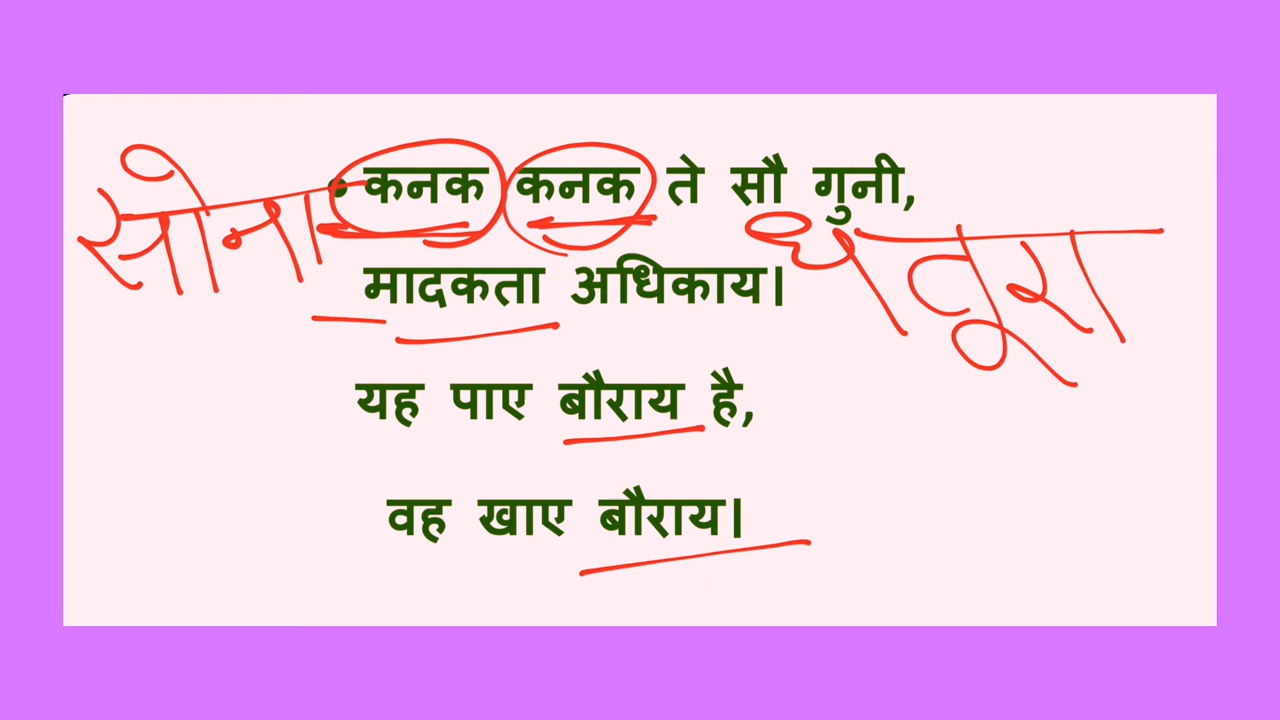 • कनक कनक ते सौ गुनी,
सोना
धतूरा
मादकता अधिकाय।
यह पाए बौराय है,
वह खाए बौराय।